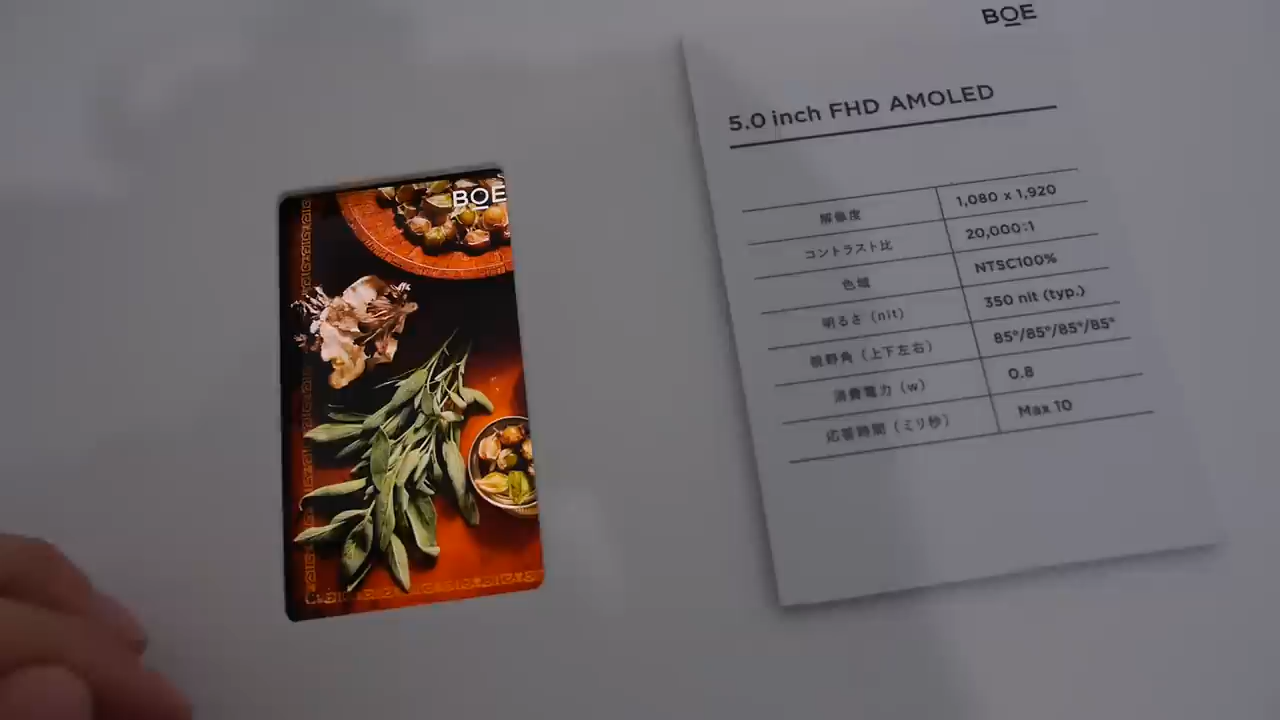 BOE
5.0 inch FHD AMOLED
解像度 1,080 x 1,920
コントラスト比 20,000:1
色域 NTSC100%
明るさ（nit） 350 nit (typ.)
視野角（上下左右） 85°/85°/85°/85°
消費電力（w） 0.8
応答時間（ミリ秒） Max 10
BOE